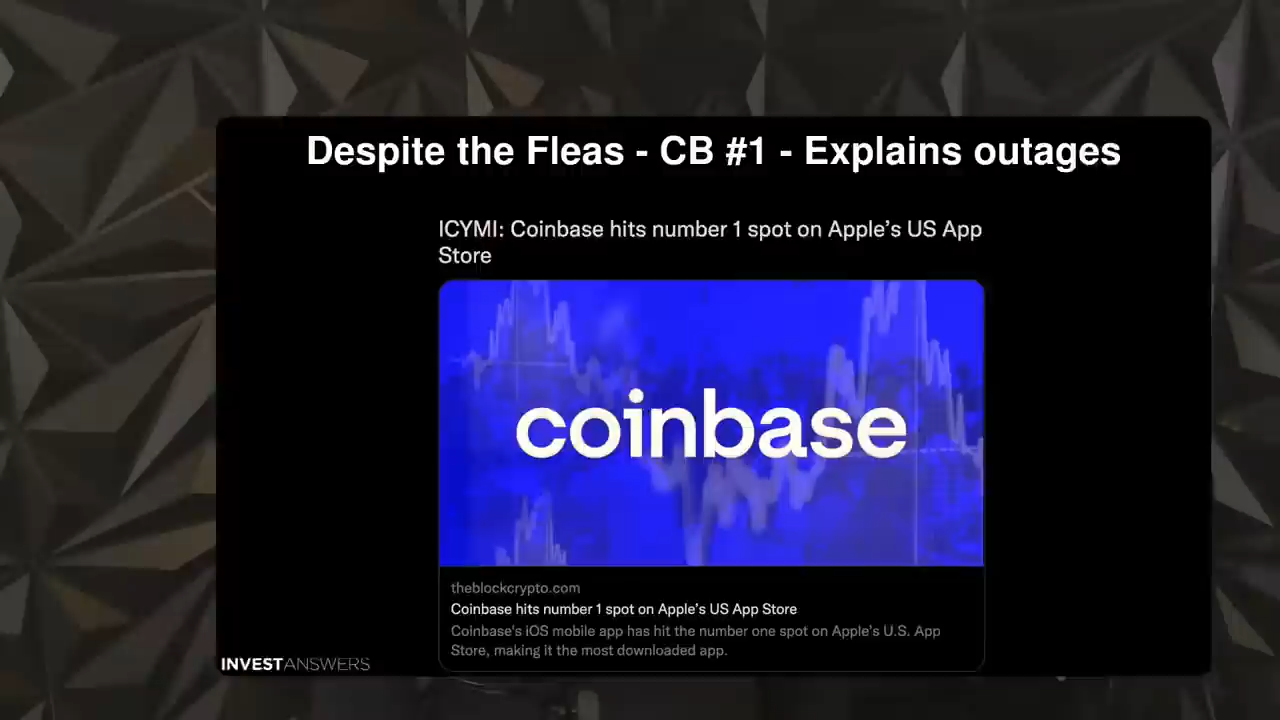 Despite the Fleas - CB #1 - Explains outages
ICYMI: Coinbase hits number 1 spot on Apple’s US App
Store
coinbase
theblockcrypto.com
Coinbase hits number 1 spot on Apple’s US App Store
Coinbase's iOS mobile app has hit the number one spot on Apple’s U.S. App
Store, making it the most downloaded app.
INVESTANSWERS